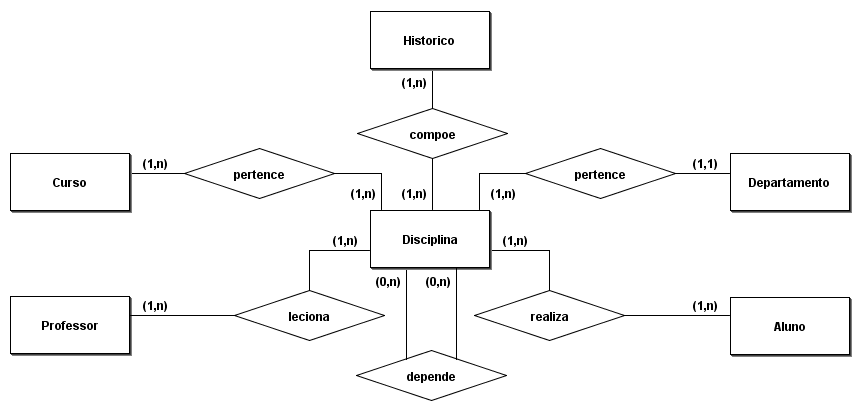 Historico
(1,n)
compoe
(1,n)
Curso
(1,n)
pertence
(1,n)
pertence
(1,n)
(1,1)
Departamento
Disciplina
(1,n)
(1,n)
(0,n)
(0,n)
Professor
(1,n)
leciona
realiza
(1,n)
Aluno
depende